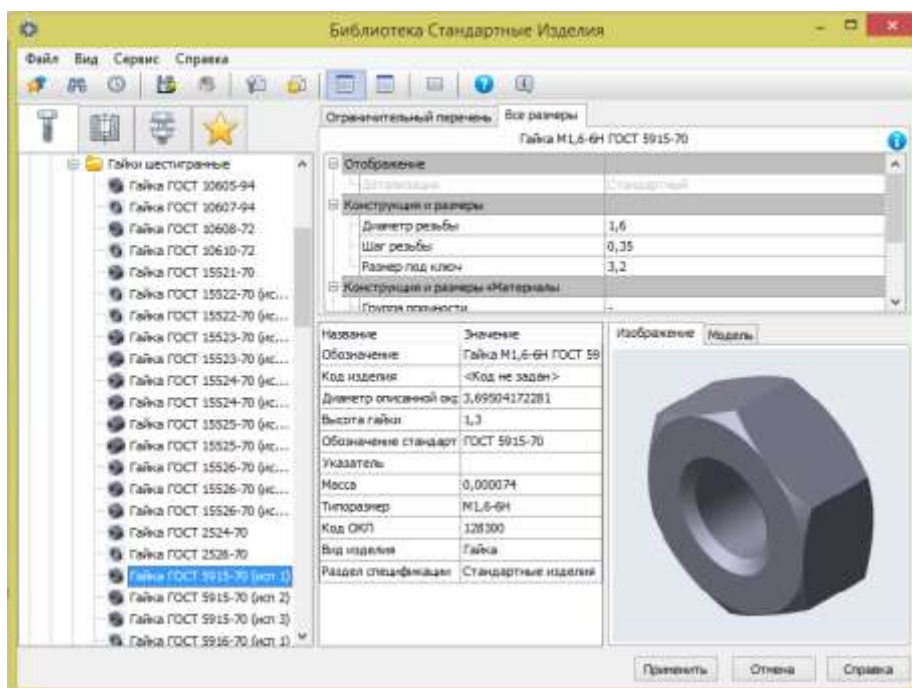 Библиотека Стандартные Изделия
Файл Вид Сервис Справка
Ограничительный перечень Все размеры
Гайка М1,6-6Н ГОСТ 5915-70
Гайки шестигранные
Гайка ГОСТ 10605-94
Гайка ГОСТ 10607-94
Гайка ГОСТ 10608-72
Гайка ГОСТ 10610-72
Гайка ГОСТ 15521-70
Гайка ГОСТ 15522-70 (ис...
Гайка ГОСТ 15522-70 (ис...
Гайка ГОСТ 15523-70 (ис...
Гайка ГОСТ 15523-70 (ис...
Гайка ГОСТ 15524-70 (ис...
Гайка ГОСТ 15524-70 (ис...
Гайка ГОСТ 15525-70 (ис...
Гайка ГОСТ 15525-70 (ис...
Гайка ГОСТ 15526-70 (ис...
Гайка ГОСТ 15526-70 (ис...
Гайка ГОСТ 15526-70 (ис...
Гайка ГОСТ 2524-70
Гайка ГОСТ 2526-70
Гайка ГОСТ 5915-70 (исп 1)
Гайка ГОСТ 5915-70 (исп 2)
Гайка ГОСТ 5915-70 (исп 3)
Гайка ГОСТ 5916-70 (исп 1)
Отображение
Детализация Стандартный
Конструкция и размеры
Диаметр резьбы 1,6
Шаг резьбы 0,35
Размер под ключ 3,2
Конструкция и размеры «Материалы
Группа прочности -
Название Значение
Обозначение Гайка М1,6-6Н ГОСТ 59
Код изделия <Код не задан>
Диаметр описанной окр 3,69504172281
Высота гайки 1,3
Обозначение стандарт ГОСТ 5915-70
Указатель
Масса 0,000074
Типоразмер М1,6-6Н
Код ОКП 128300
Вид изделия Гайка
Раздел спецификации Стандартные изделия
Изображение Модель
Применить Отмена Справка